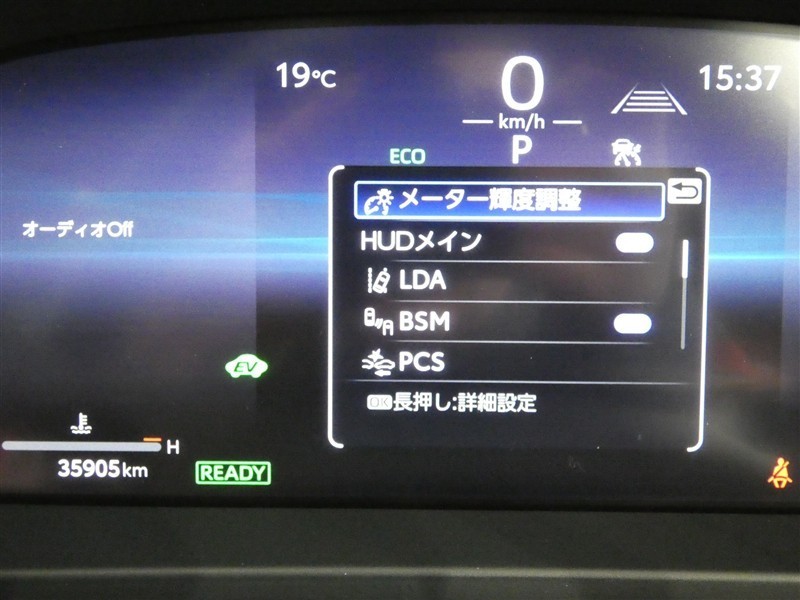 19℃
0
km/h
15:37
ECO
P
メーター輝度調整
オーディオOff
HUDメイン
LDA
BSM
EV
PCS
OK長押し:詳細設定
H
35905km
READY